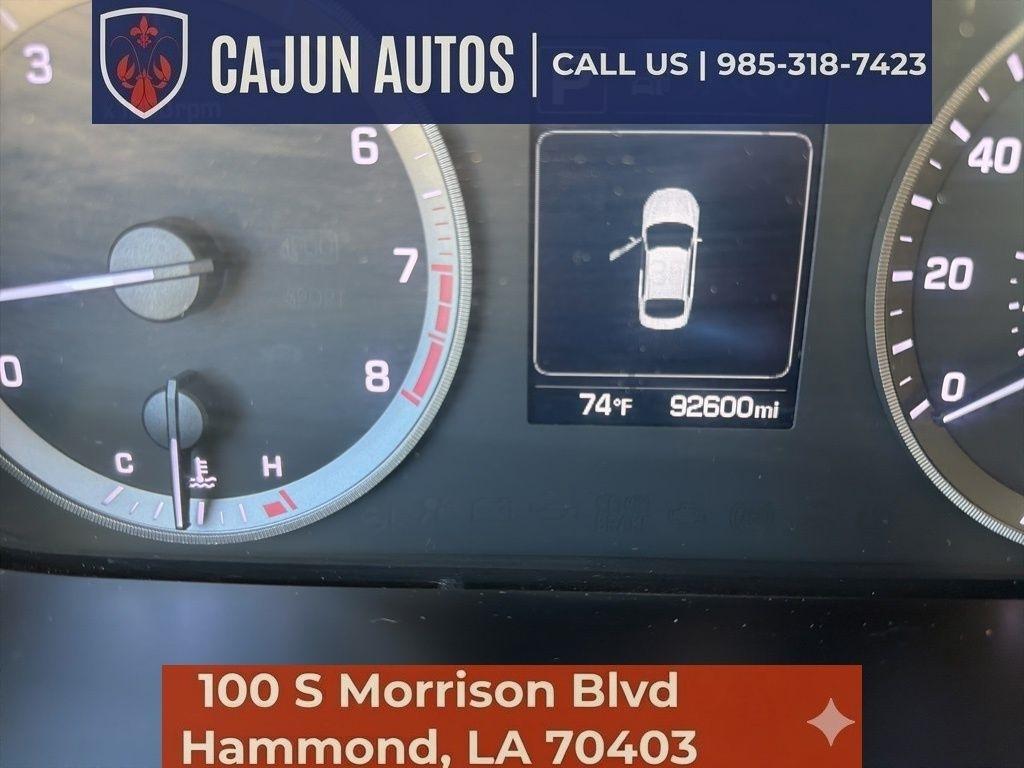 CAJUN AUTOS
CALL US | 985-318-7423
3
6
7
8
0
C
H
40
20
0
74°F 92600mi
100 S Morrison Blvd
Hammond, LA 70403